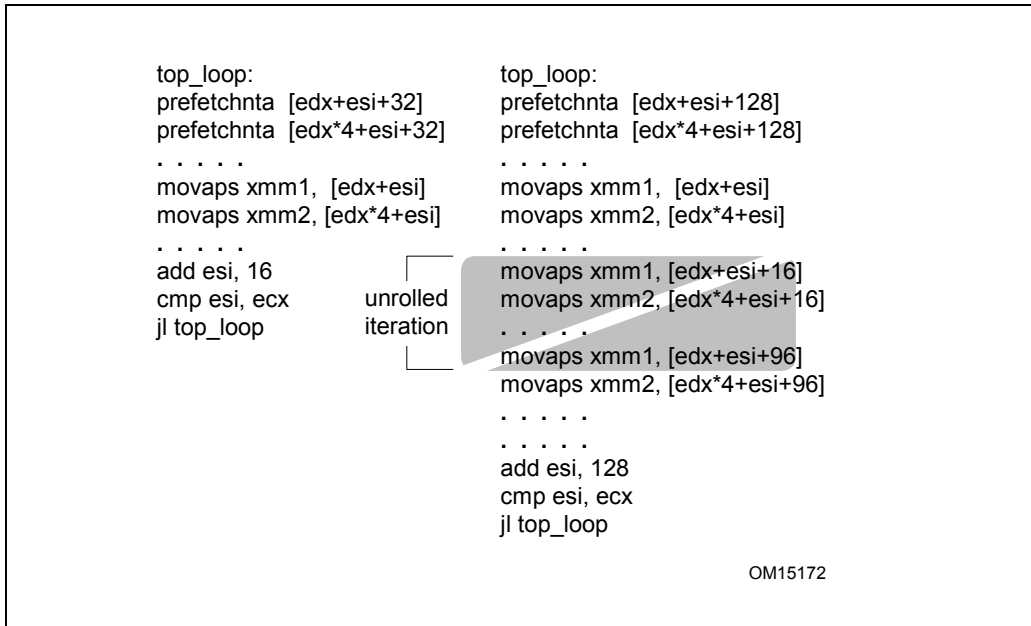 top_loop:
prefetchnta [edx+esi+32]
prefetchnta [edx*4+esi+32]
. . . . .
movaps xmm1, [edx+esi]
movaps xmm2, [edx*4+esi]
. . . . .
add esi, 16
cmp esi, ecx
jl top_loop
unrolled
iteration
top_loop:
prefetchnta [edx+esi+128]
prefetchnta [edx*4+esi+128]
. . . . .
movaps xmm1, [edx+esi]
movaps xmm2, [edx*4+esi]
. . . . .
movaps xmm1, [edx+esi+16]
movaps xmm2, [edx*4+esi+16]
. . . . .
movaps xmm1, [edx+esi+96]
movaps xmm2, [edx*4+esi+96]
. . . . .
. . . . .
add esi, 128
cmp esi, ecx
jl top_loop
OM15172